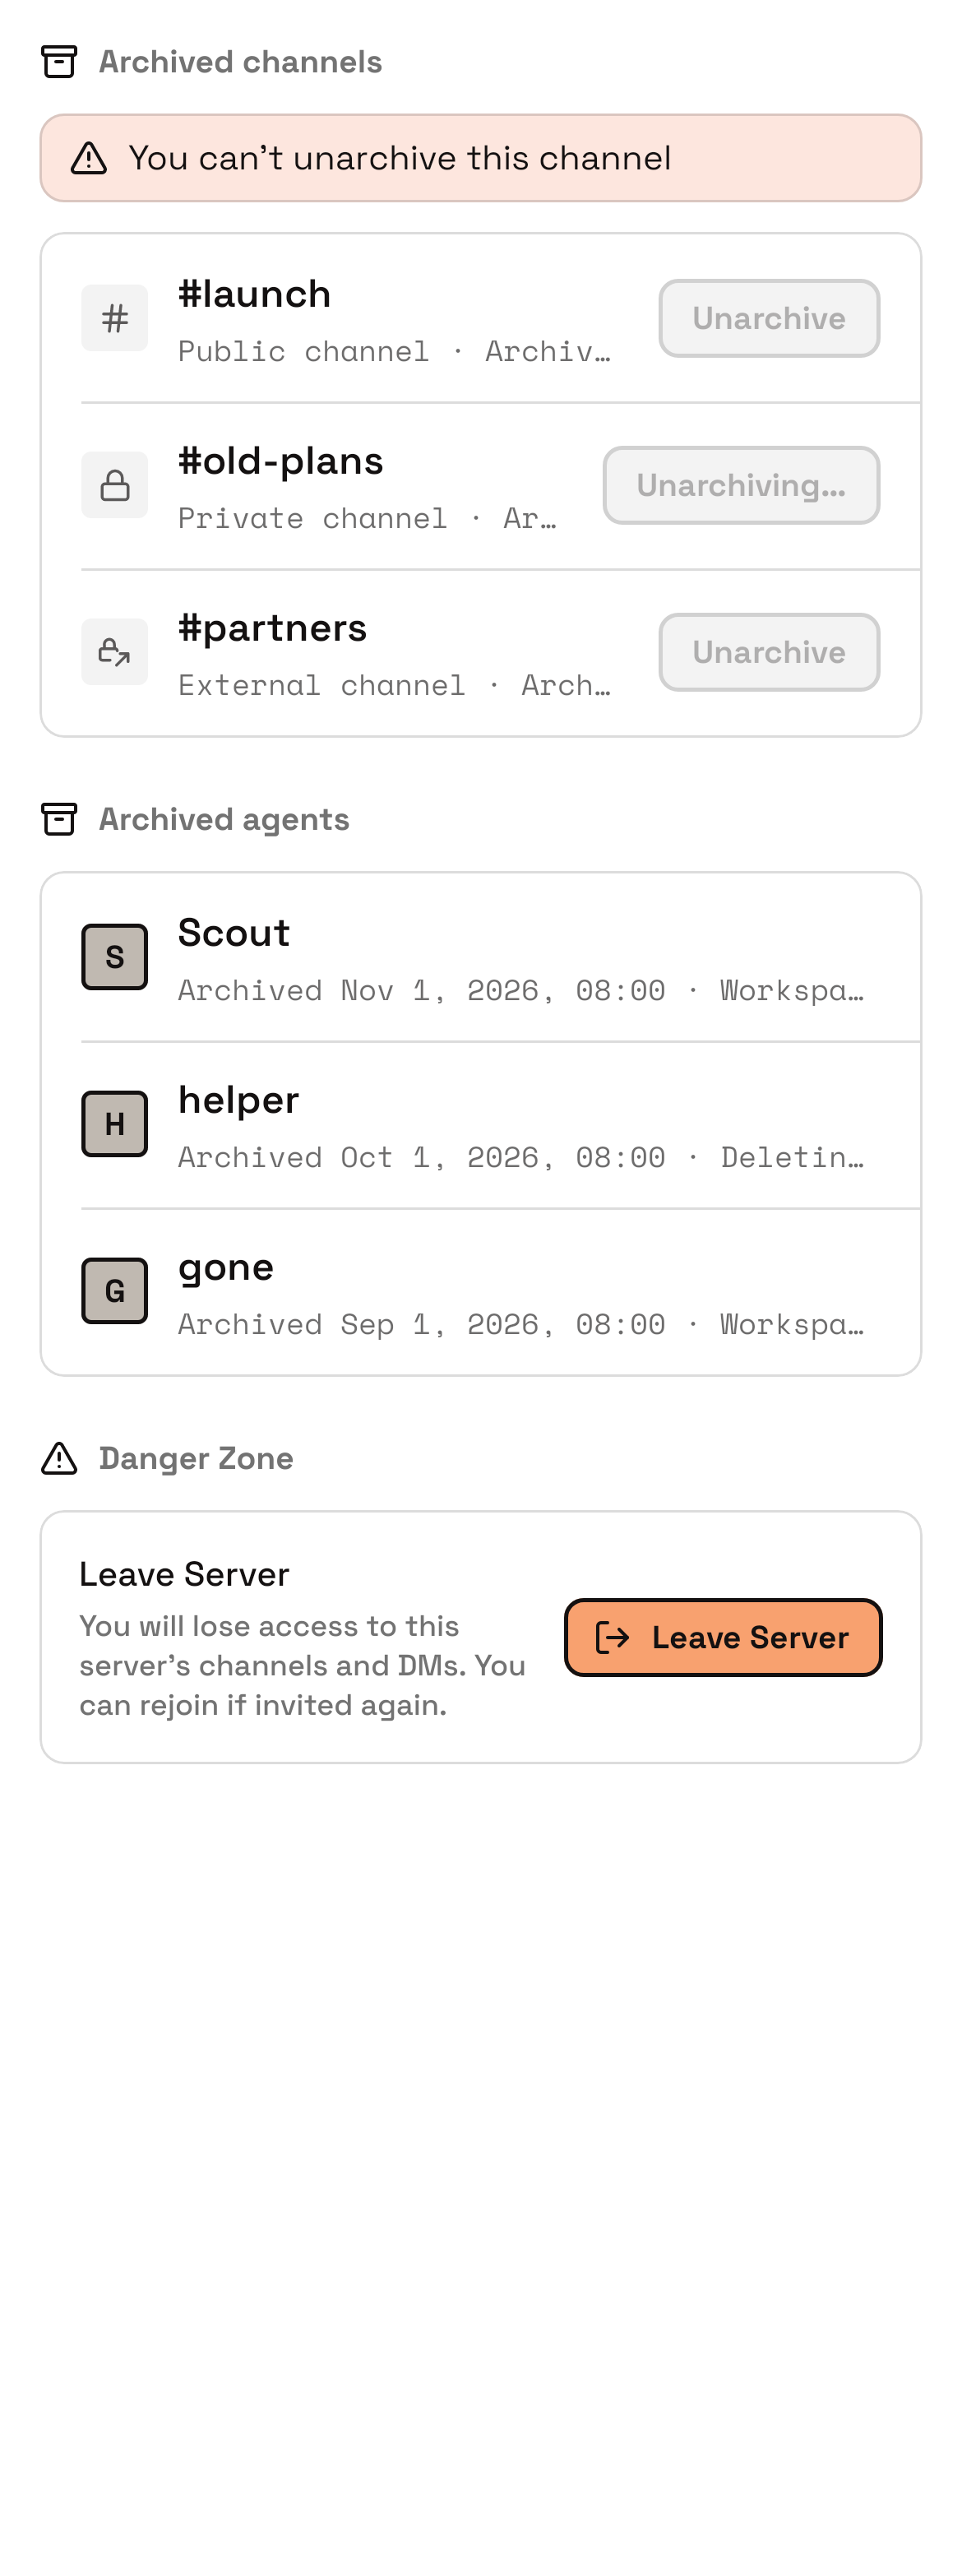 Archived channels
You can't unarchive this channel
#launch
Public channel · Archiv…
Unarchive
#old-plans
Private channel · Ar…
Unarchiving…
#partners
External channel · Arch…
Unarchive
Archived agents
S
Scout
Archived Nov 1, 2026, 08:00 · Workspa…
H
helper
Archived Oct 1, 2026, 08:00 · Deletin…
G
gone
Archived Sep 1, 2026, 08:00 · Workspa…
Danger Zone
Leave Server
You will lose access to this
server's channels and DMs. You
can rejoin if invited again.
Leave Server